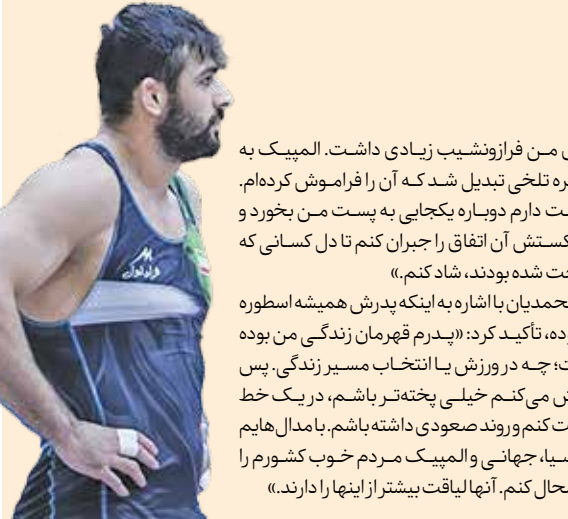 من فرازونشیب زیادی داشت. المپیک به
تلخی تبدیل شد که آن را فراموش کرده‌ام.
دارم دوباره یکجایی به پست من بخورد و
آن اتفاق را جبران کنم تا دل کسانی که
شده بودند، شاد کنم.»
با اشاره به اینکه پدرش همیشه اسطوره
تأکید کرد: «پدرم قهرمان زندگی من بوده
چه در ورزش یا انتخاب مسیر زندگی. پس
می‌کنم خیلی پخته‌تر باشم، در یک خط
کنم و روند صعودی داشته باشم. با مدال‌هایم
جهانی و المپیک مردم خوب کشورم را
کنم. آنها لیاقت بیشتر از اینها را دارند.»